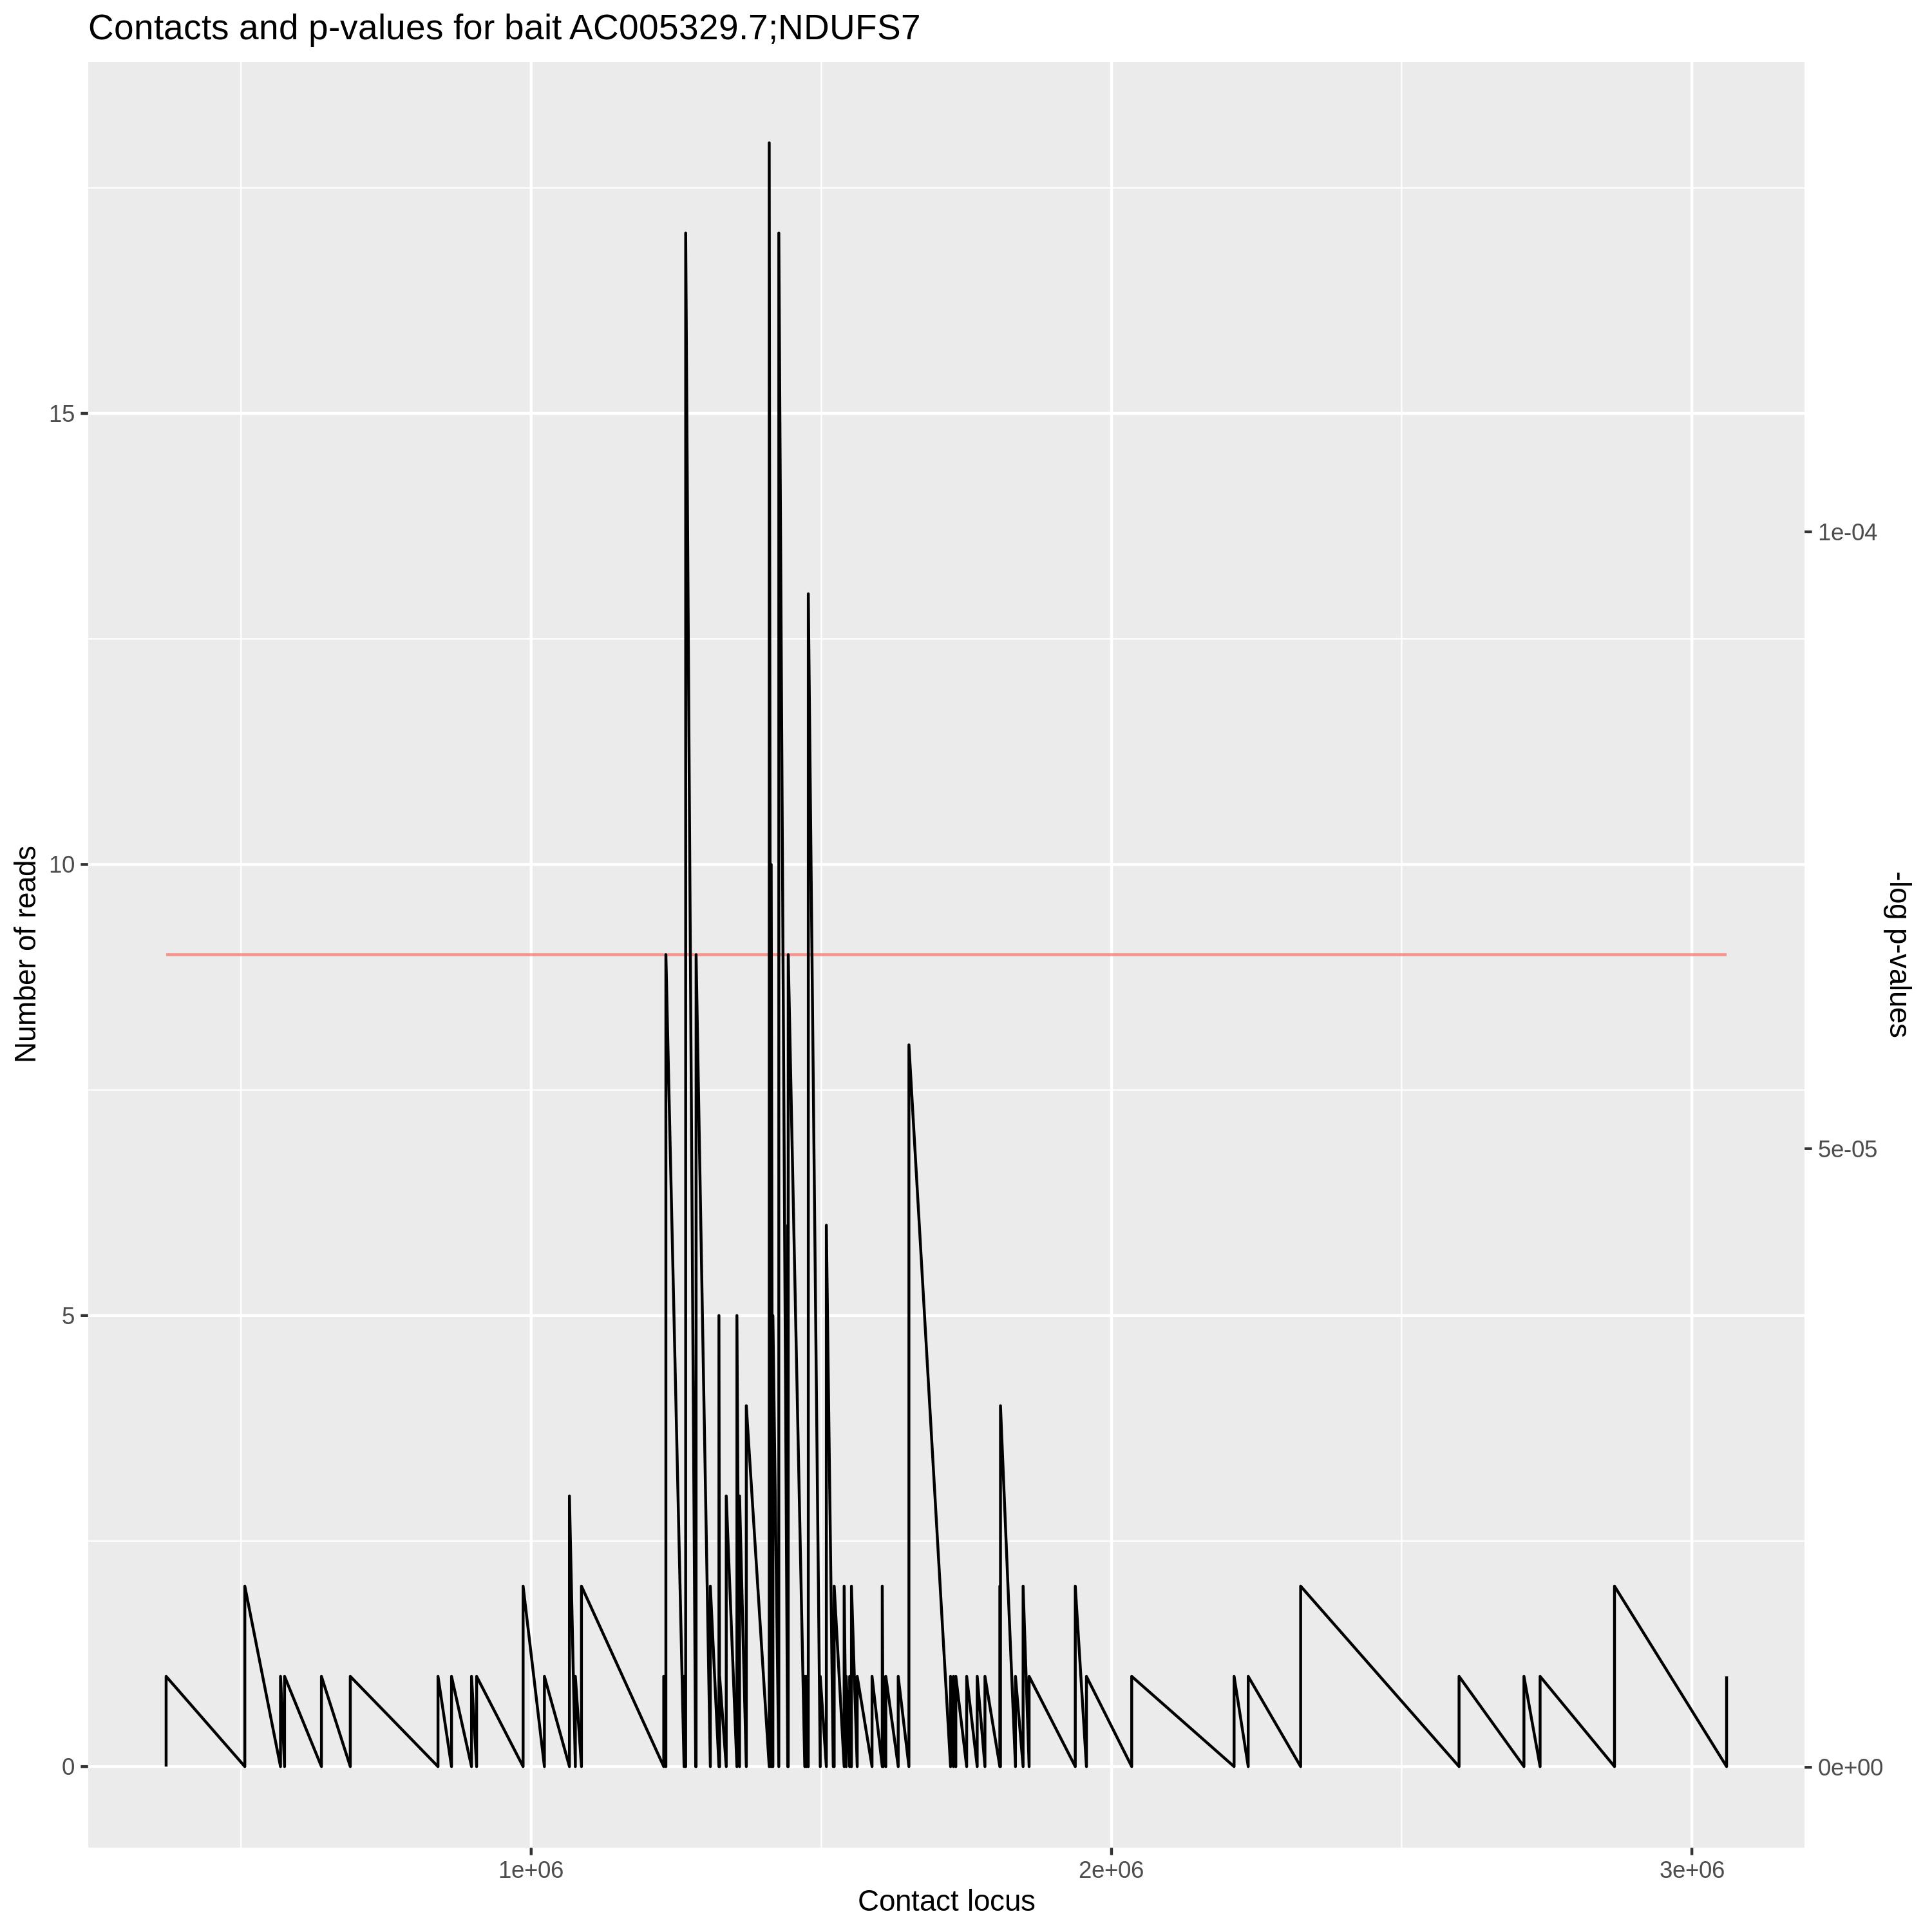 Contacts and p-values for bait AC005329.7;NDUFS7
Number of reads
15
10
5
0
1e-04
5e-05
0e+00
-log p-values
1e+06
2e+06
3e+06
Contact locus